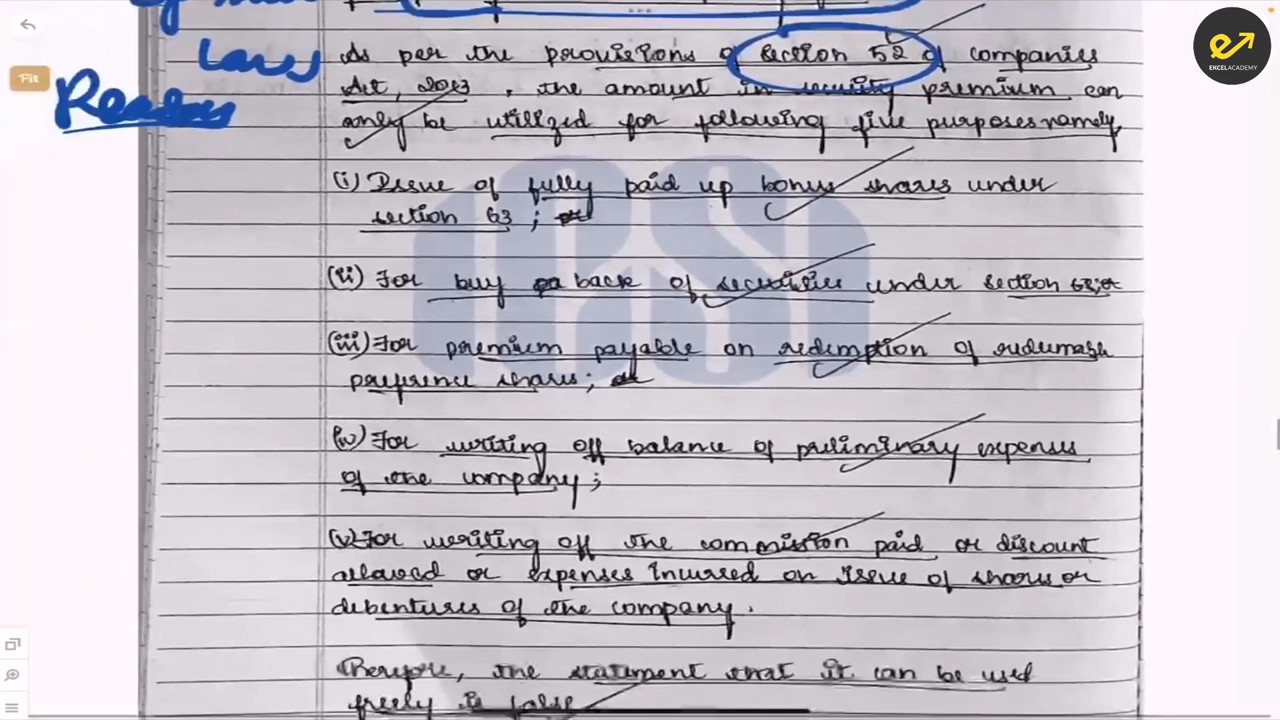 Laws
As per the provisions of section 52 of companies
Act, 2013, the amount in security premium can
only be utilized for following five purposes namely,
(i) Issue of fully paid up bonus shares under
section 63;
(ii) For buy back of securities under section 68; or
(iii) For premium payable on redemption of
preference shares;
(iv) For writing off balance of preliminary expenses
of the company;
(v) For writing off the commission paid or discount
allowed or expenses incurred on issue of shares or
debentures of the company.
Therefore, the statement that it can be used
freely is false
Fit
EKCELACADEMY